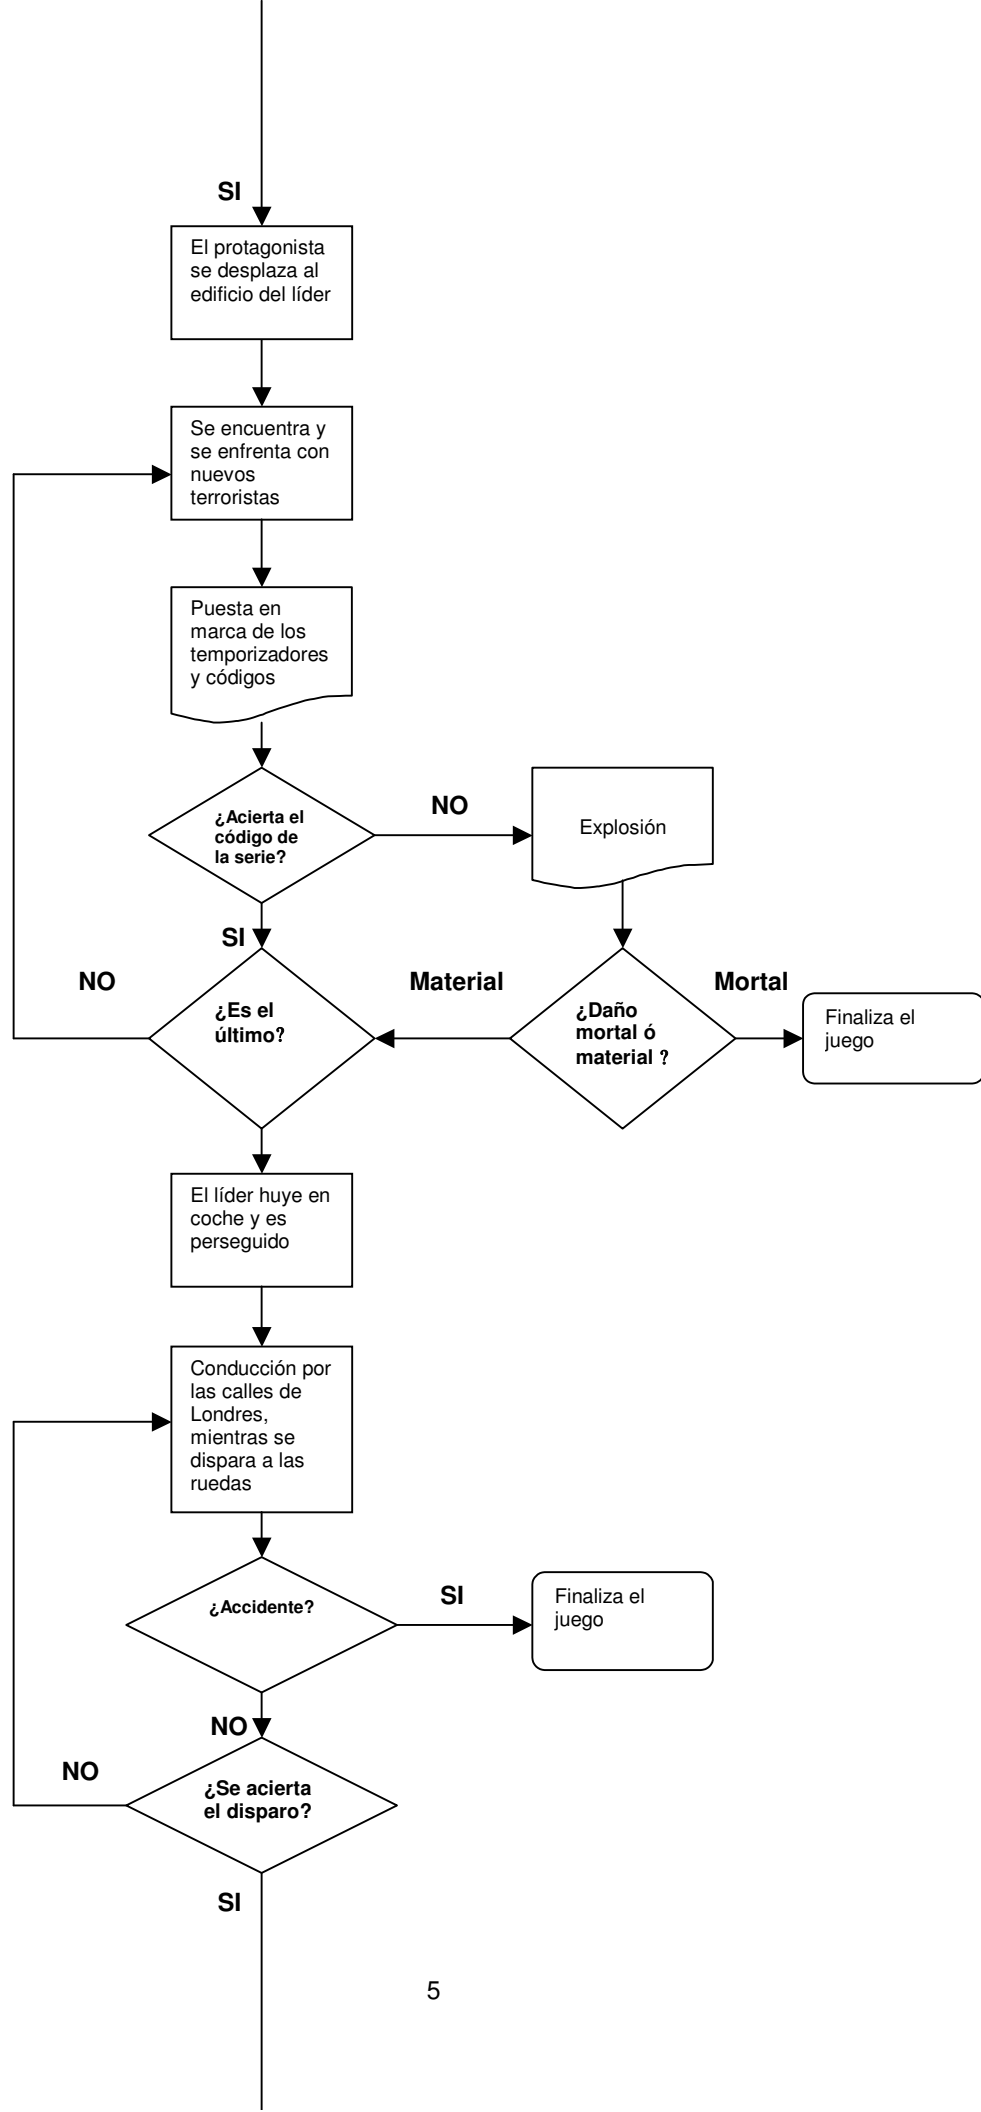 SI
El protagonista
se desplaza al
edificio del líder
Se encuentra y
se enfrenta con
nuevos
terroristas
Puesta en
marca de los
temporizadores
y códigos
¿Acierta el
código de
la serie?
NO
Explosión
SI
NO
¿Es el
último?
Material
¿Daño
mortal ó
material ?
Mortal
Finaliza el
juego
El líder huye en
coche y es
perseguido
Conducción por
las calles de
Londres,
mientras se
dispara a las
ruedas
¿Accidente?
SI
Finaliza el
juego
NO
NO
¿Se acierta
el disparo?
SI
5